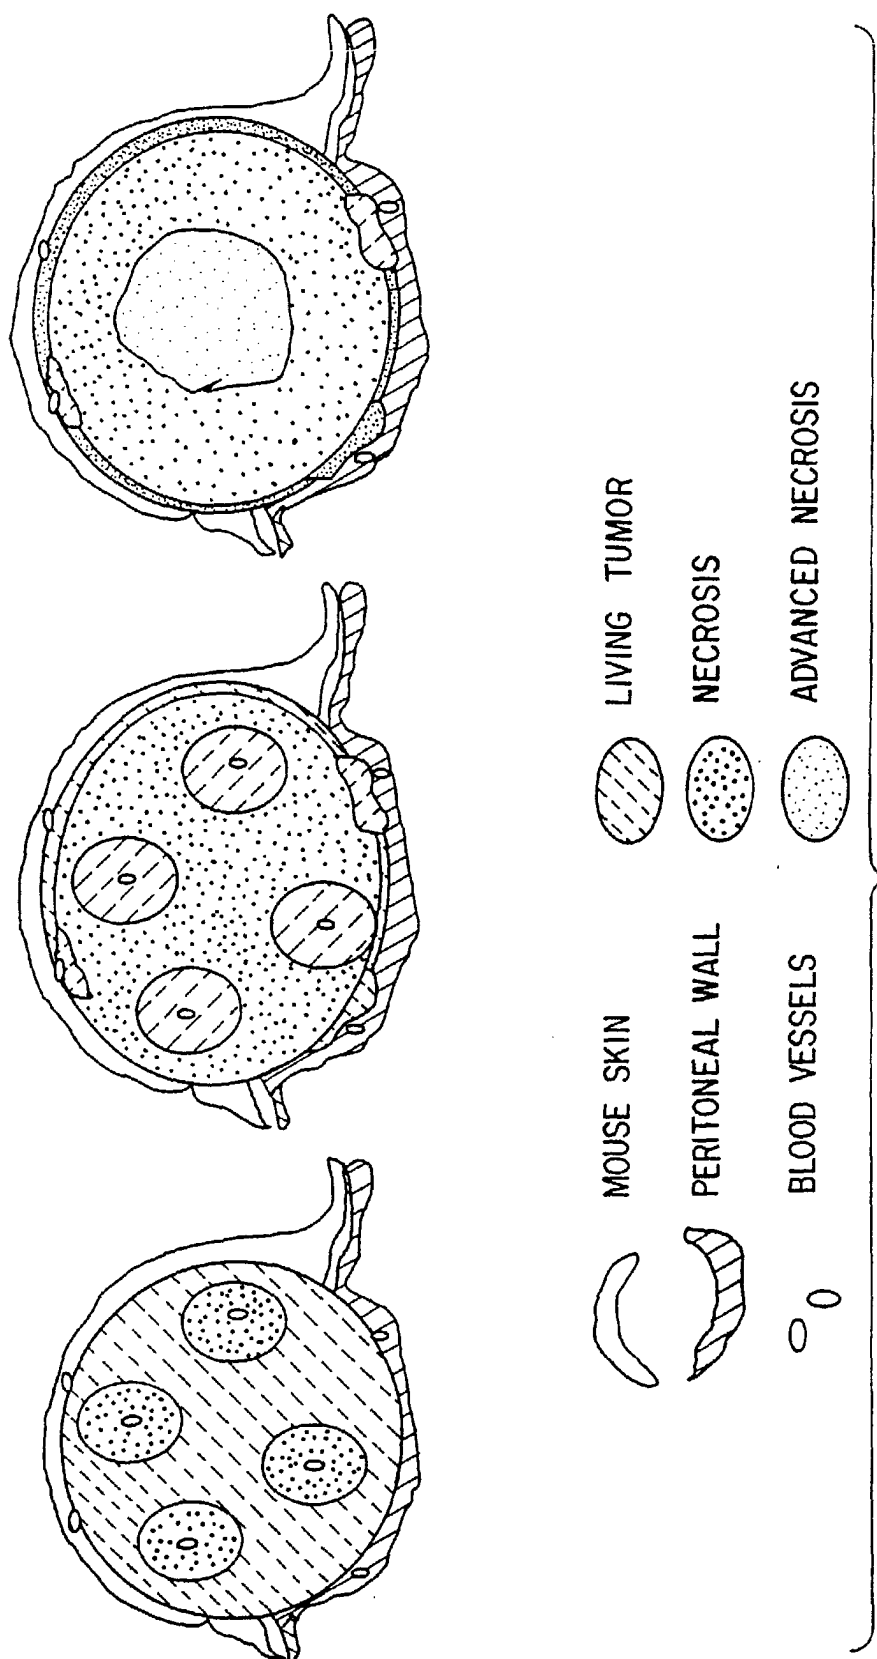 MOUSE SKIN
PERITONEAL WALL
BLOOD VESSELS
LIVING TUMOR
NECROSIS
ADVANCED NECROSIS